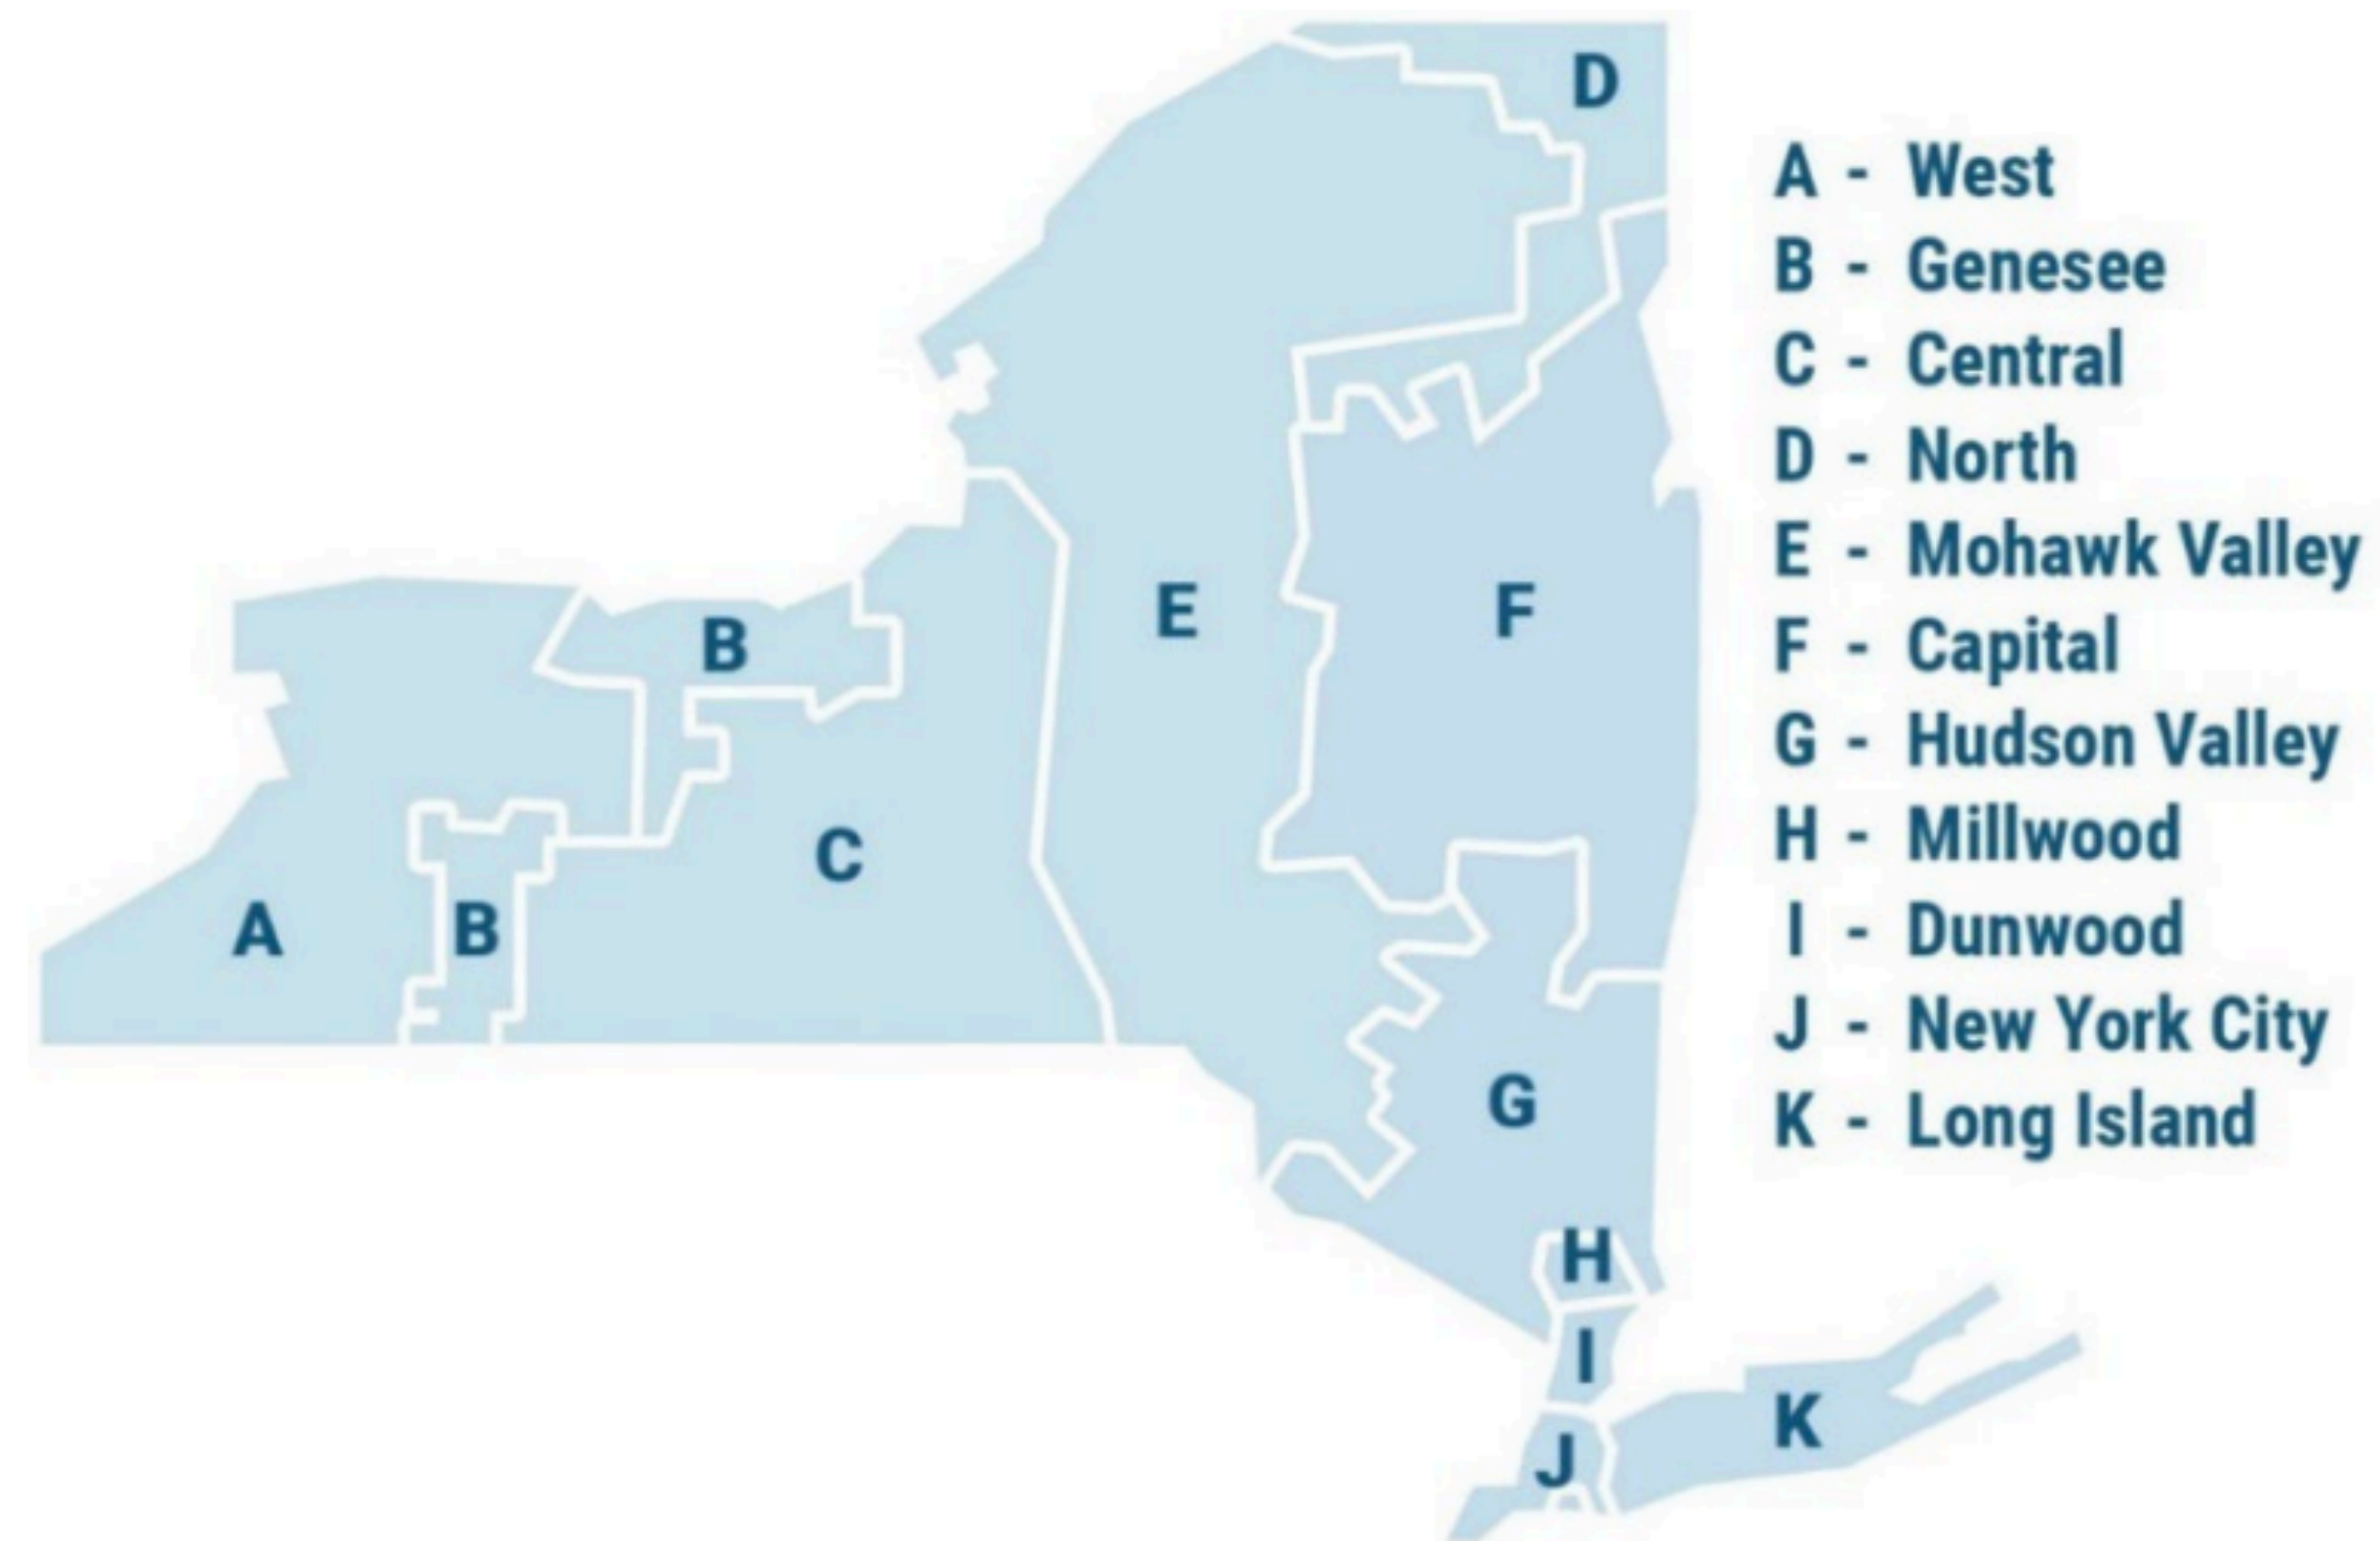 D
A - West
B - Genesee
C - Central
D - North
E - Mohawk Valley
F - Capital
G - Hudson Valley
H - Millwood
I - Dunwood
J - New York City
K - Long Island
E
F
B
C
A
B
G
H
I
K
J